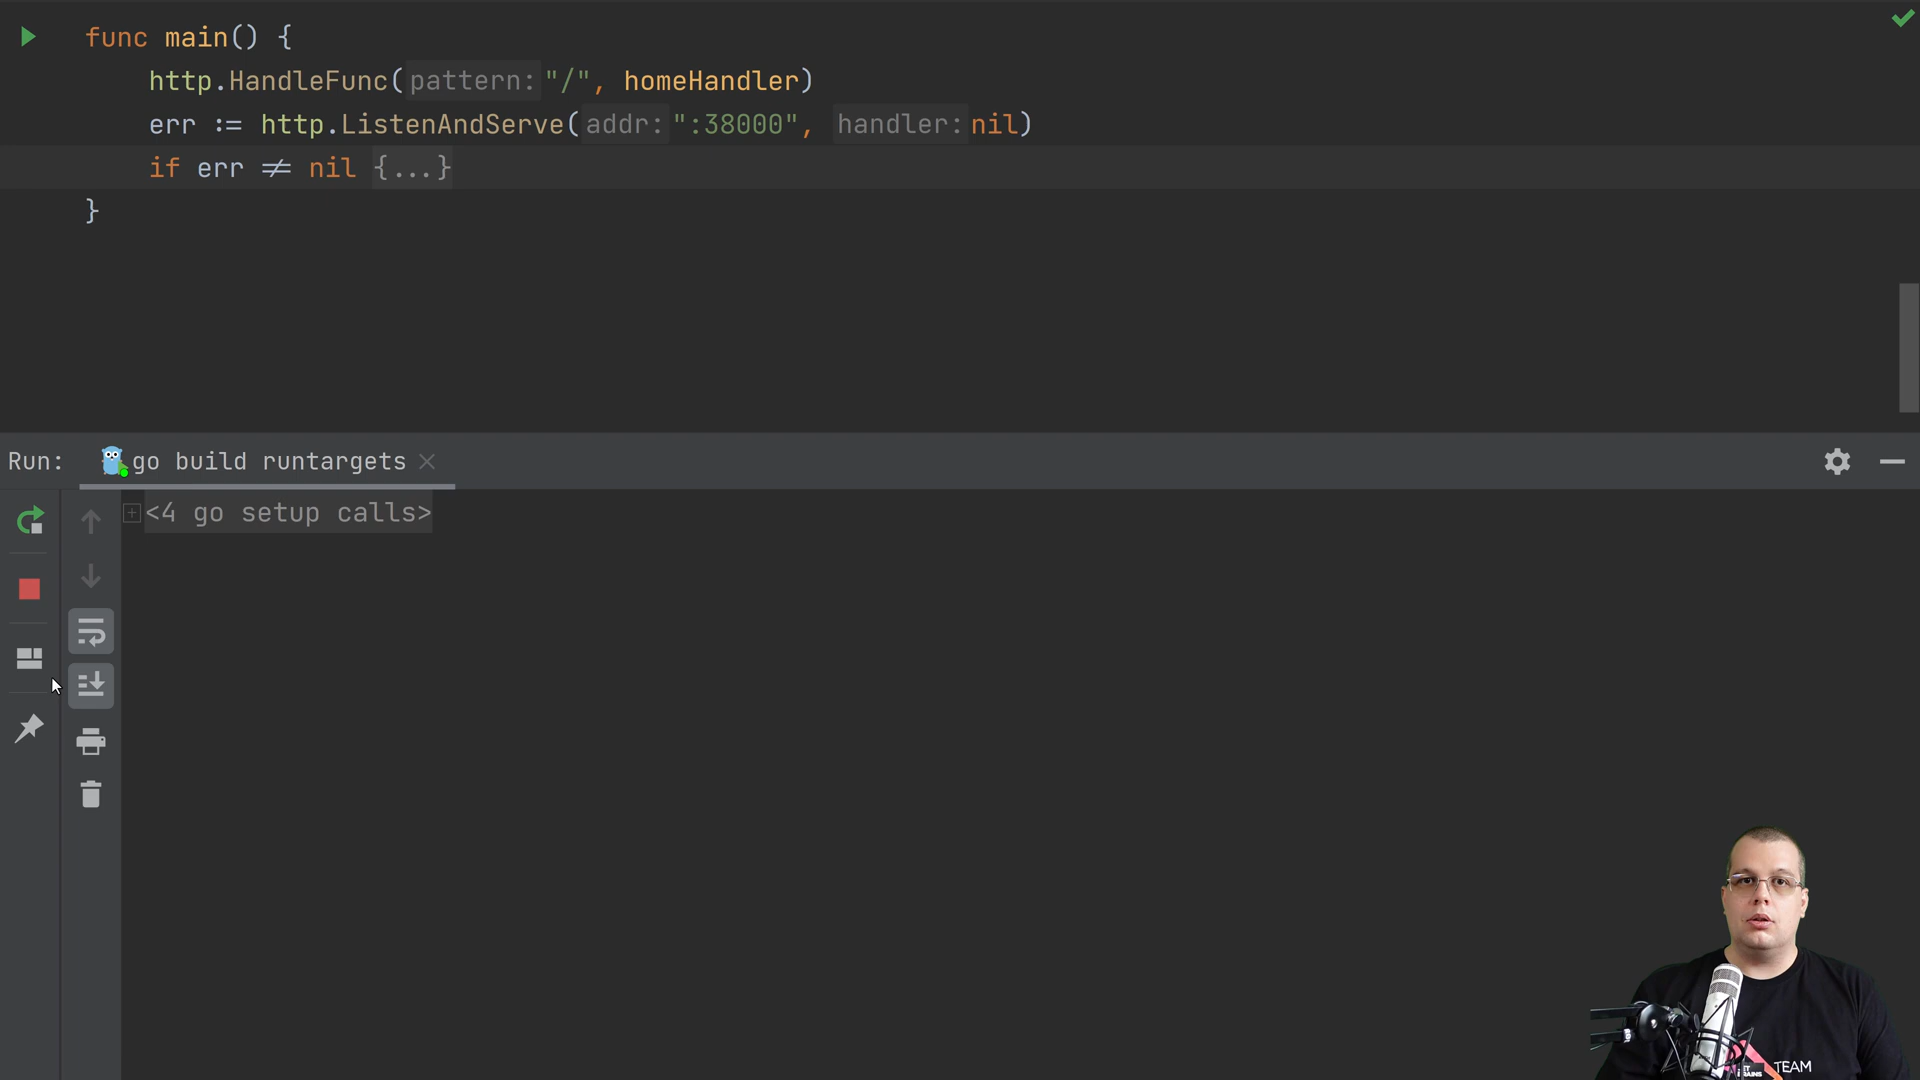 func main() {
http.HandleFunc(pattern: "/", homeHandler)
err := http.ListenAndServe(addr: ":38000", handler: nil)
if err ≠ nil {...}
}
Run: go build runtargets
<4 go setup calls>
TEAM